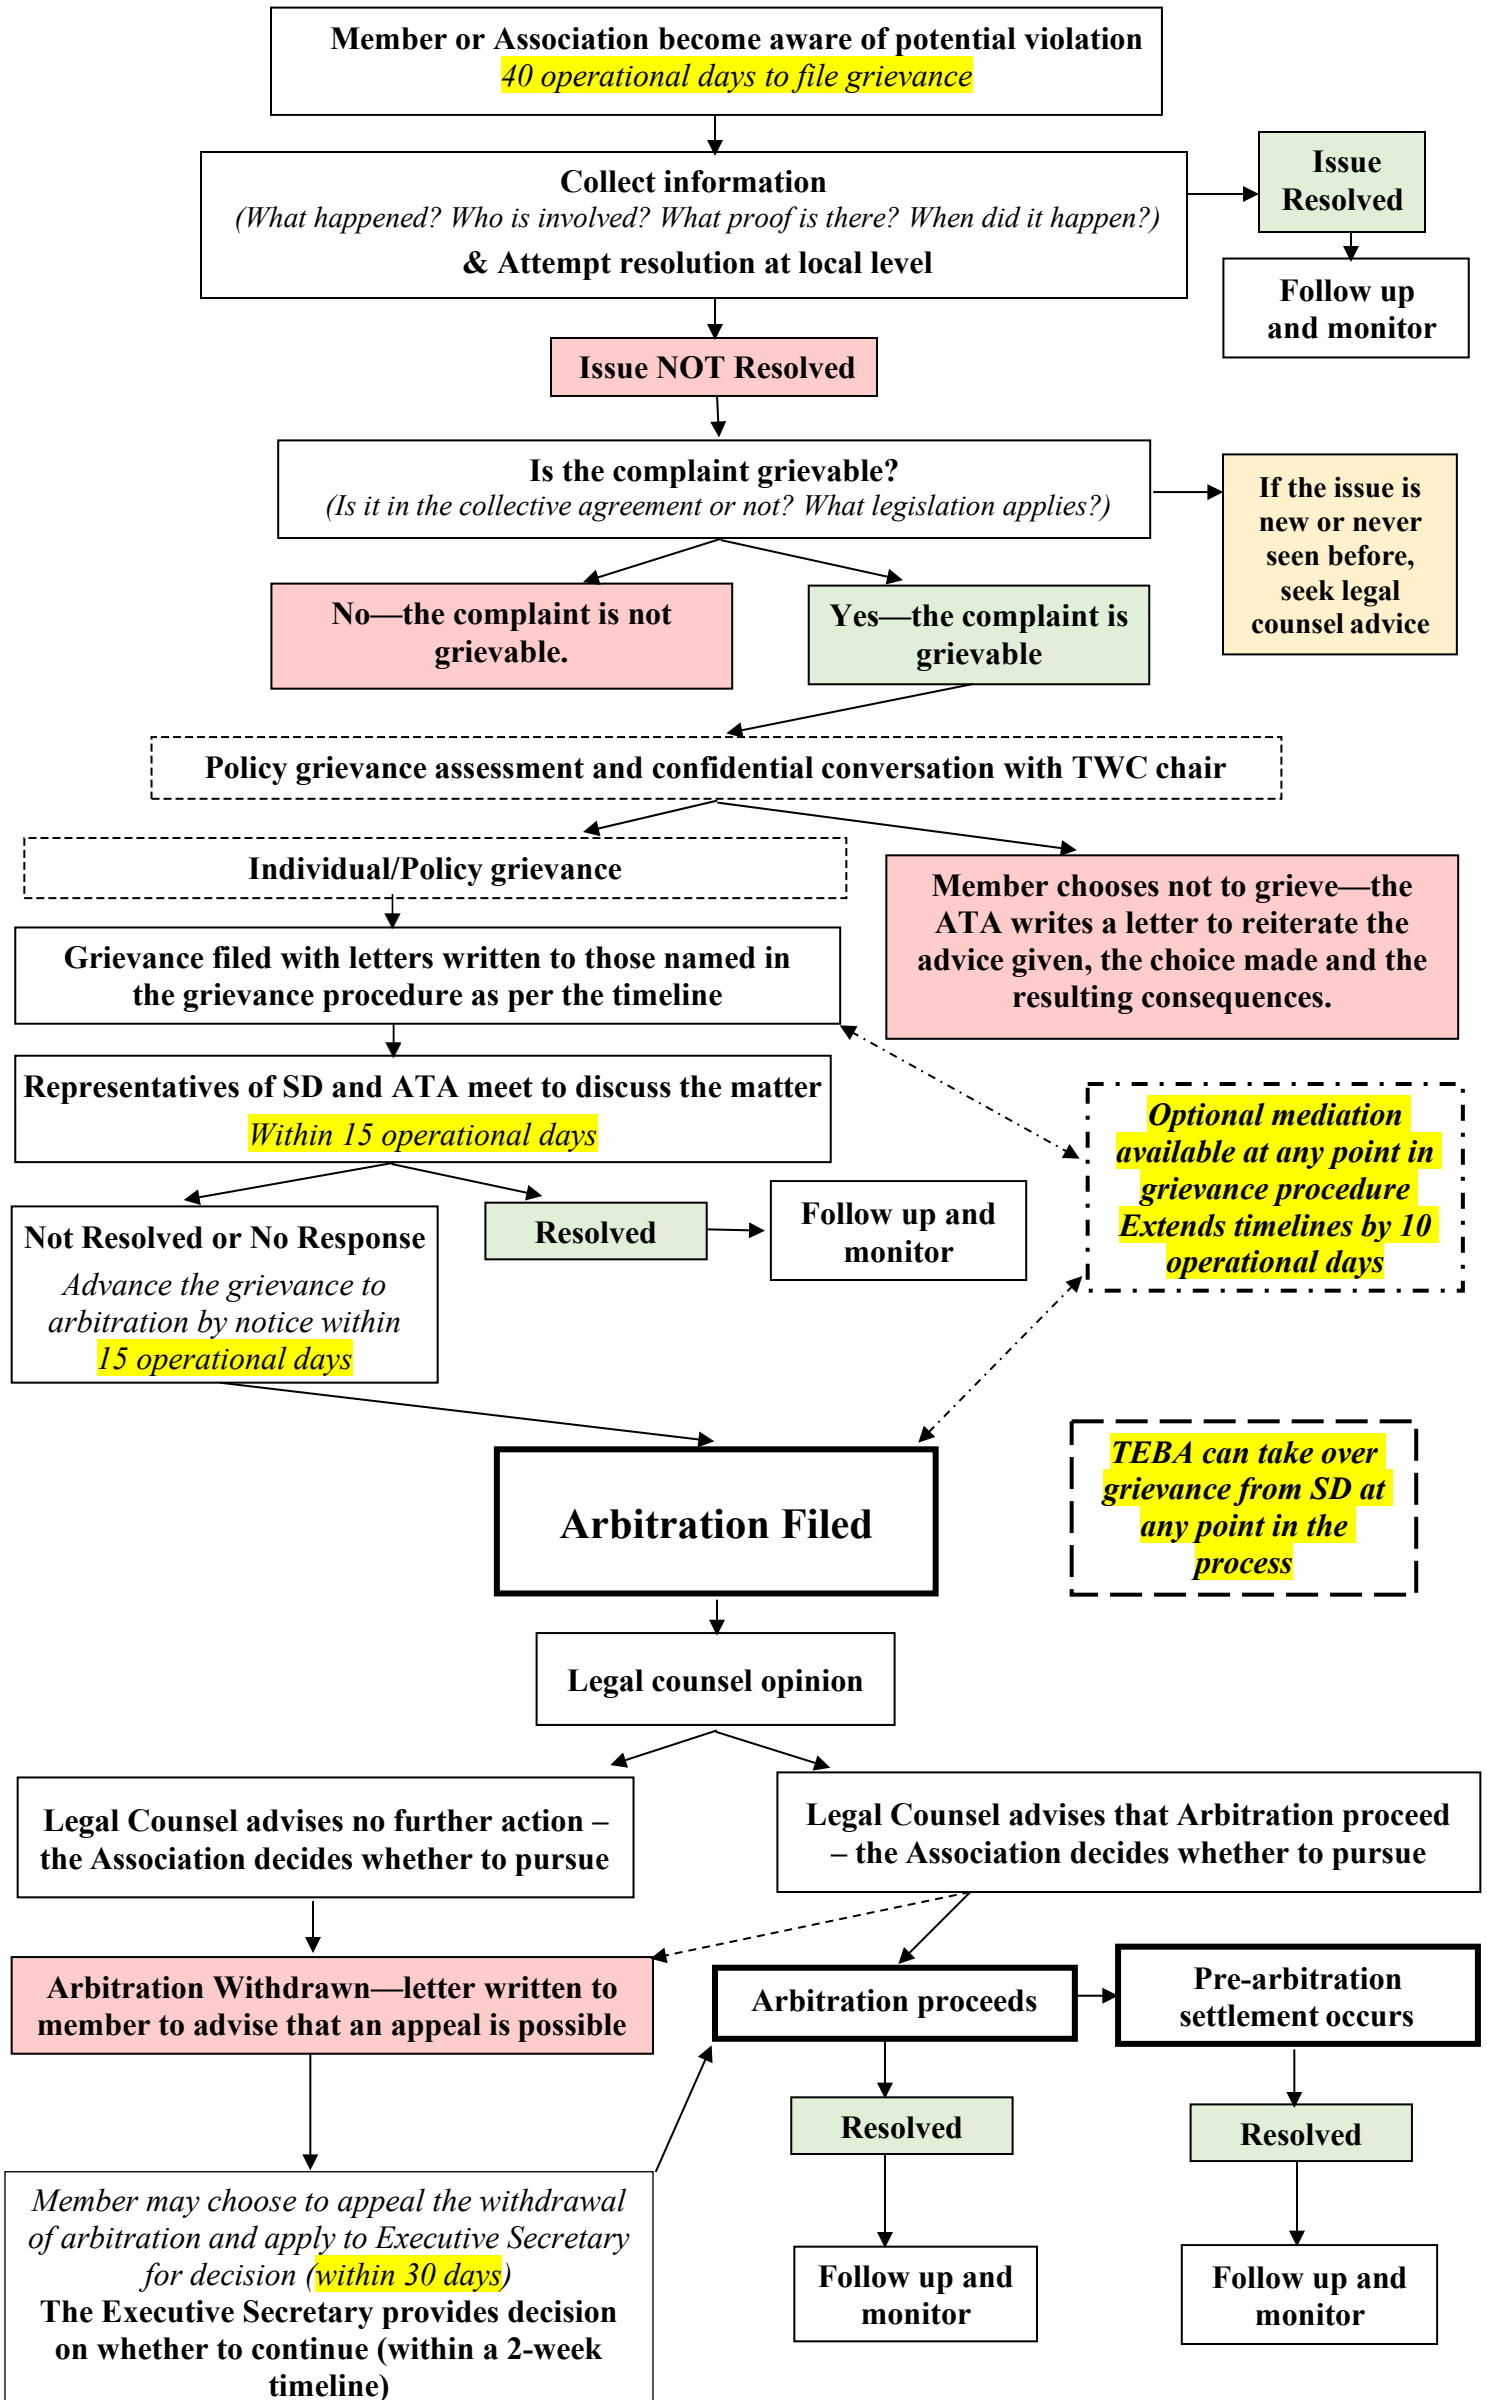 Member or Association become aware of potential violation
40 operational days to file grievance
Collect information
(What happened? Who is involved? What proof is there? When did it happen?)
& Attempt resolution at local level
Issue
Resolved
Follow up
and monitor
Issue NOT Resolved
Is the complaint grievable?
(Is it in the collective agreement or not? What legislation applies?)
If the issue is
new or never
seen before,
seek legal
counsel advice
No—the complaint is not
grievable.
Yes—the complaint is
grievable
Policy grievance assessment and confidential conversation with TWC chair
Individual/Policy grievance
Member chooses not to grieve—the
ATA writes a letter to reiterate the
advice given, the choice made and the
resulting consequences.
Grievance filed with letters written to those named in
the grievance procedure as per the timeline
Representatives of SD and ATA meet to discuss the matter
Within 15 operational days
Optional mediation
available at any point in
grievance procedure
Extends timelines by 10
operational days
Not Resolved or No Response
Advance the grievance to
arbitration by notice within
15 operational days
Resolved
Follow up and
monitor
Arbitration Filed
TEBA can take over
grievance from SD at
any point in the
process
Legal counsel opinion
Legal Counsel advises no further action –
the Association decides whether to pursue
Legal Counsel advises that Arbitration proceed
– the Association decides whether to pursue
Arbitration Withdrawn—letter written to
member to advise that an appeal is possible
Arbitration proceeds
Pre-arbitration
settlement occurs
Resolved
Resolved
Member may choose to appeal the withdrawal
of arbitration and apply to Executive Secretary
for decision (within 30 days)
The Executive Secretary provides decision
on whether to continue (within a 2-week
timeline)
Follow up and
monitor
Follow up and
monitor